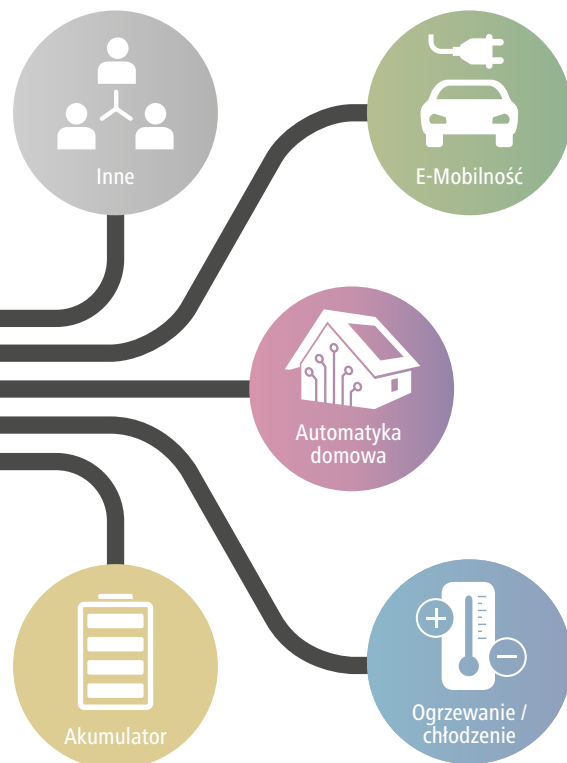 Inne
E-Mobilność
Automatyka
domowa
Akumulator
Ogrzewanie /
chłodzenie